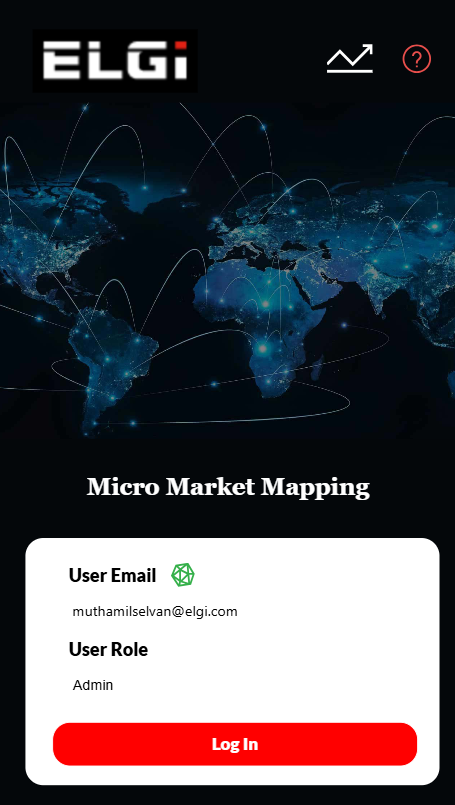 ELGi
?
Micro Market Mapping
User Email
muthamilselvan@elgi.com
User Role
Admin
Log In